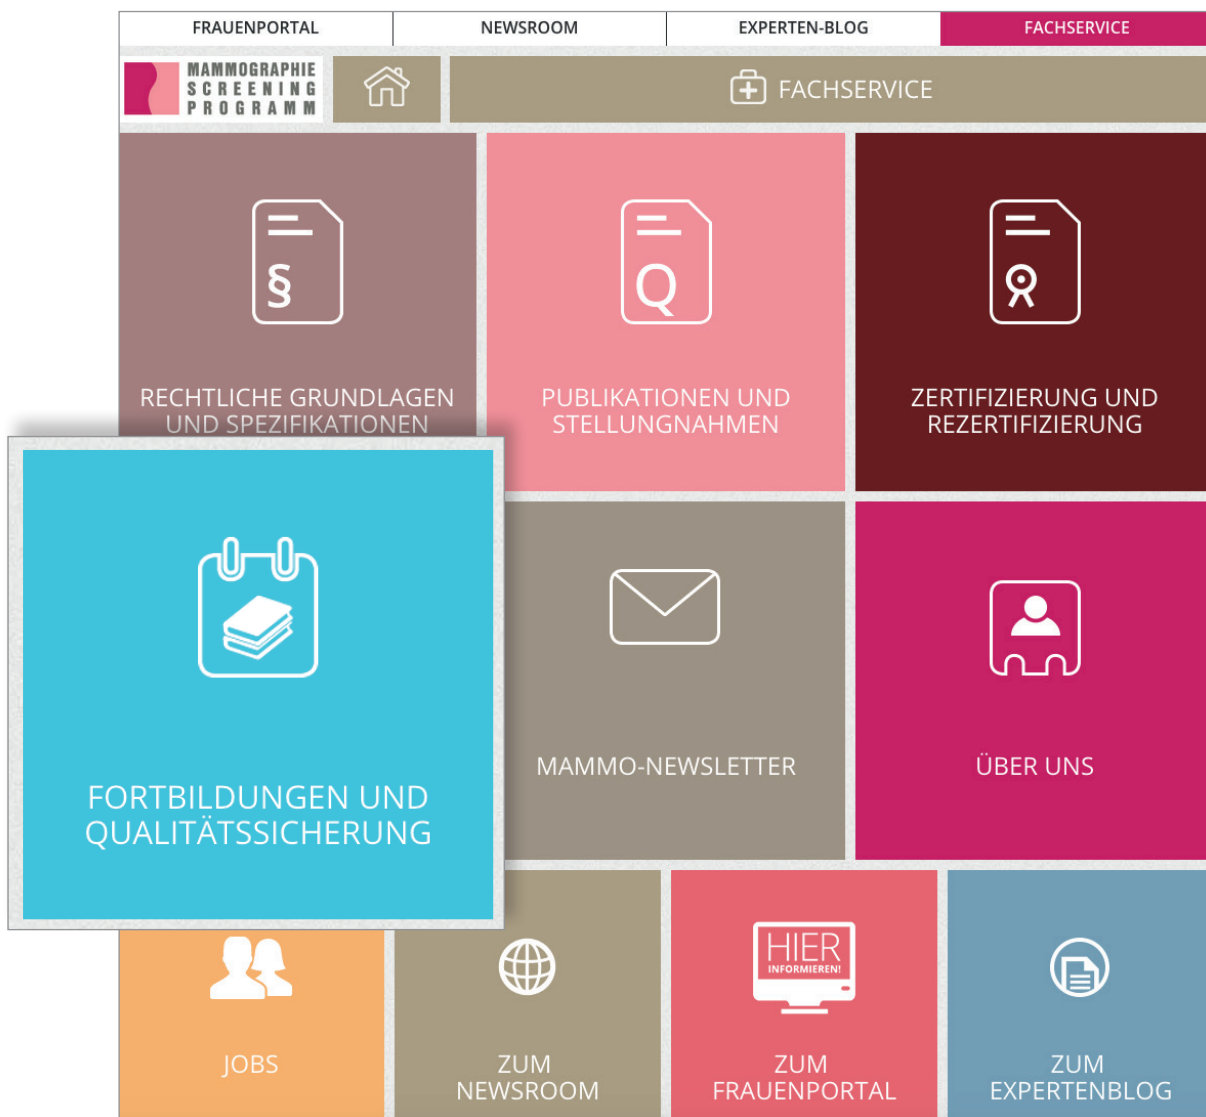 FRAUENPORTAL
NEWSROOM
EXPERTEN-BLOG
FACHSERVICE
MAMMOGRAPHIE
SCREENING
PROGRAMM
FACHSERVICE
§
Q
RECHTLICHE GRUNDLAGEN
UND SPEZIFIKATIONEN
PUBLIKATIONEN UND
STELLUNGNAHMEN
ZERTIFIZIERUNG UND
REZERTIFIZIERUNG
FORTBILDUNGEN UND
QUALITÄTSSICHERUNG
MAMMO-NEWSLETTER
ÜBER UNS
HIER
INFORMIEREN!
JOBS
ZUM
NEWSROOM
ZUM
FRAUENPORTAL
ZUM
EXPERTENBLOG